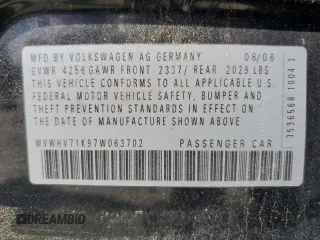 MFD.BY VOLKSWAGEN AG GERMANY 08/06
GVWR 4256 GAWR FRONT 2337/ REAR 2029 LBS
THIS VEHICLE CONFORMS TO ALL APPLICABLE U.S.
FEDERAL MOTOR VEHICLE SAFETY, BUMPER, AND
THEFT PREVENTION STANDARDS IN EFFECT ON THE
DATE OF MANUFACTURE SHOWN ABOVE.
WVWHV71K97W063702 PASSENGER CAR
3536568 1004 3
DREAMBID